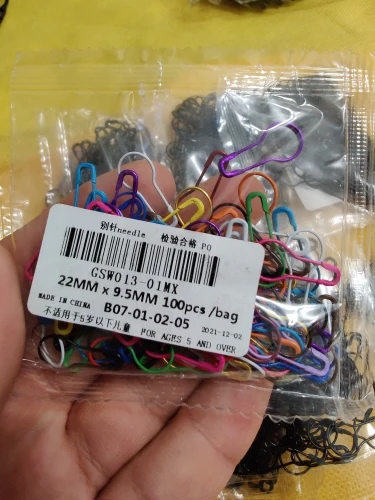 别针needle 检验合格 PO
GSW013-01MX
22MM x 9.5MM 100pcs /bag
MADE IN CHINA B07-01-02-05 2021-12-02
不适用于5岁以下儿童 FOR AGES 5 AND OVER